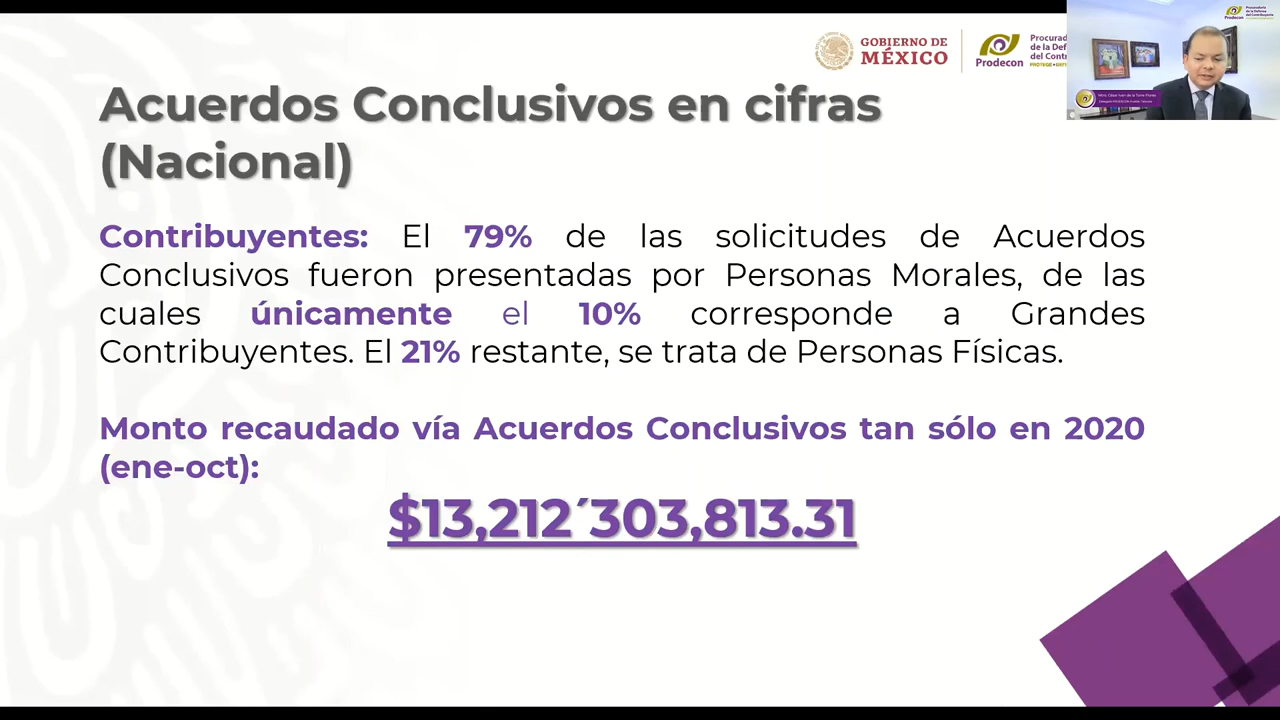 GOBIERNO DE
MÉXICO
Prodecon
Acuerdos Conclusivos en cifras
(Nacional)
Contribuyentes: El 79% de las solicitudes de Acuerdos
Conclusivos fueron presentadas por Personas Morales, de las
cuales únicamente el 10% corresponde a Grandes
Contribuyentes. El 21% restante, se trata de Personas Físicas.
Monto recaudado vía Acuerdos Conclusivos tan sólo en 2020
(ene-oct):
$13,212´303,813.31